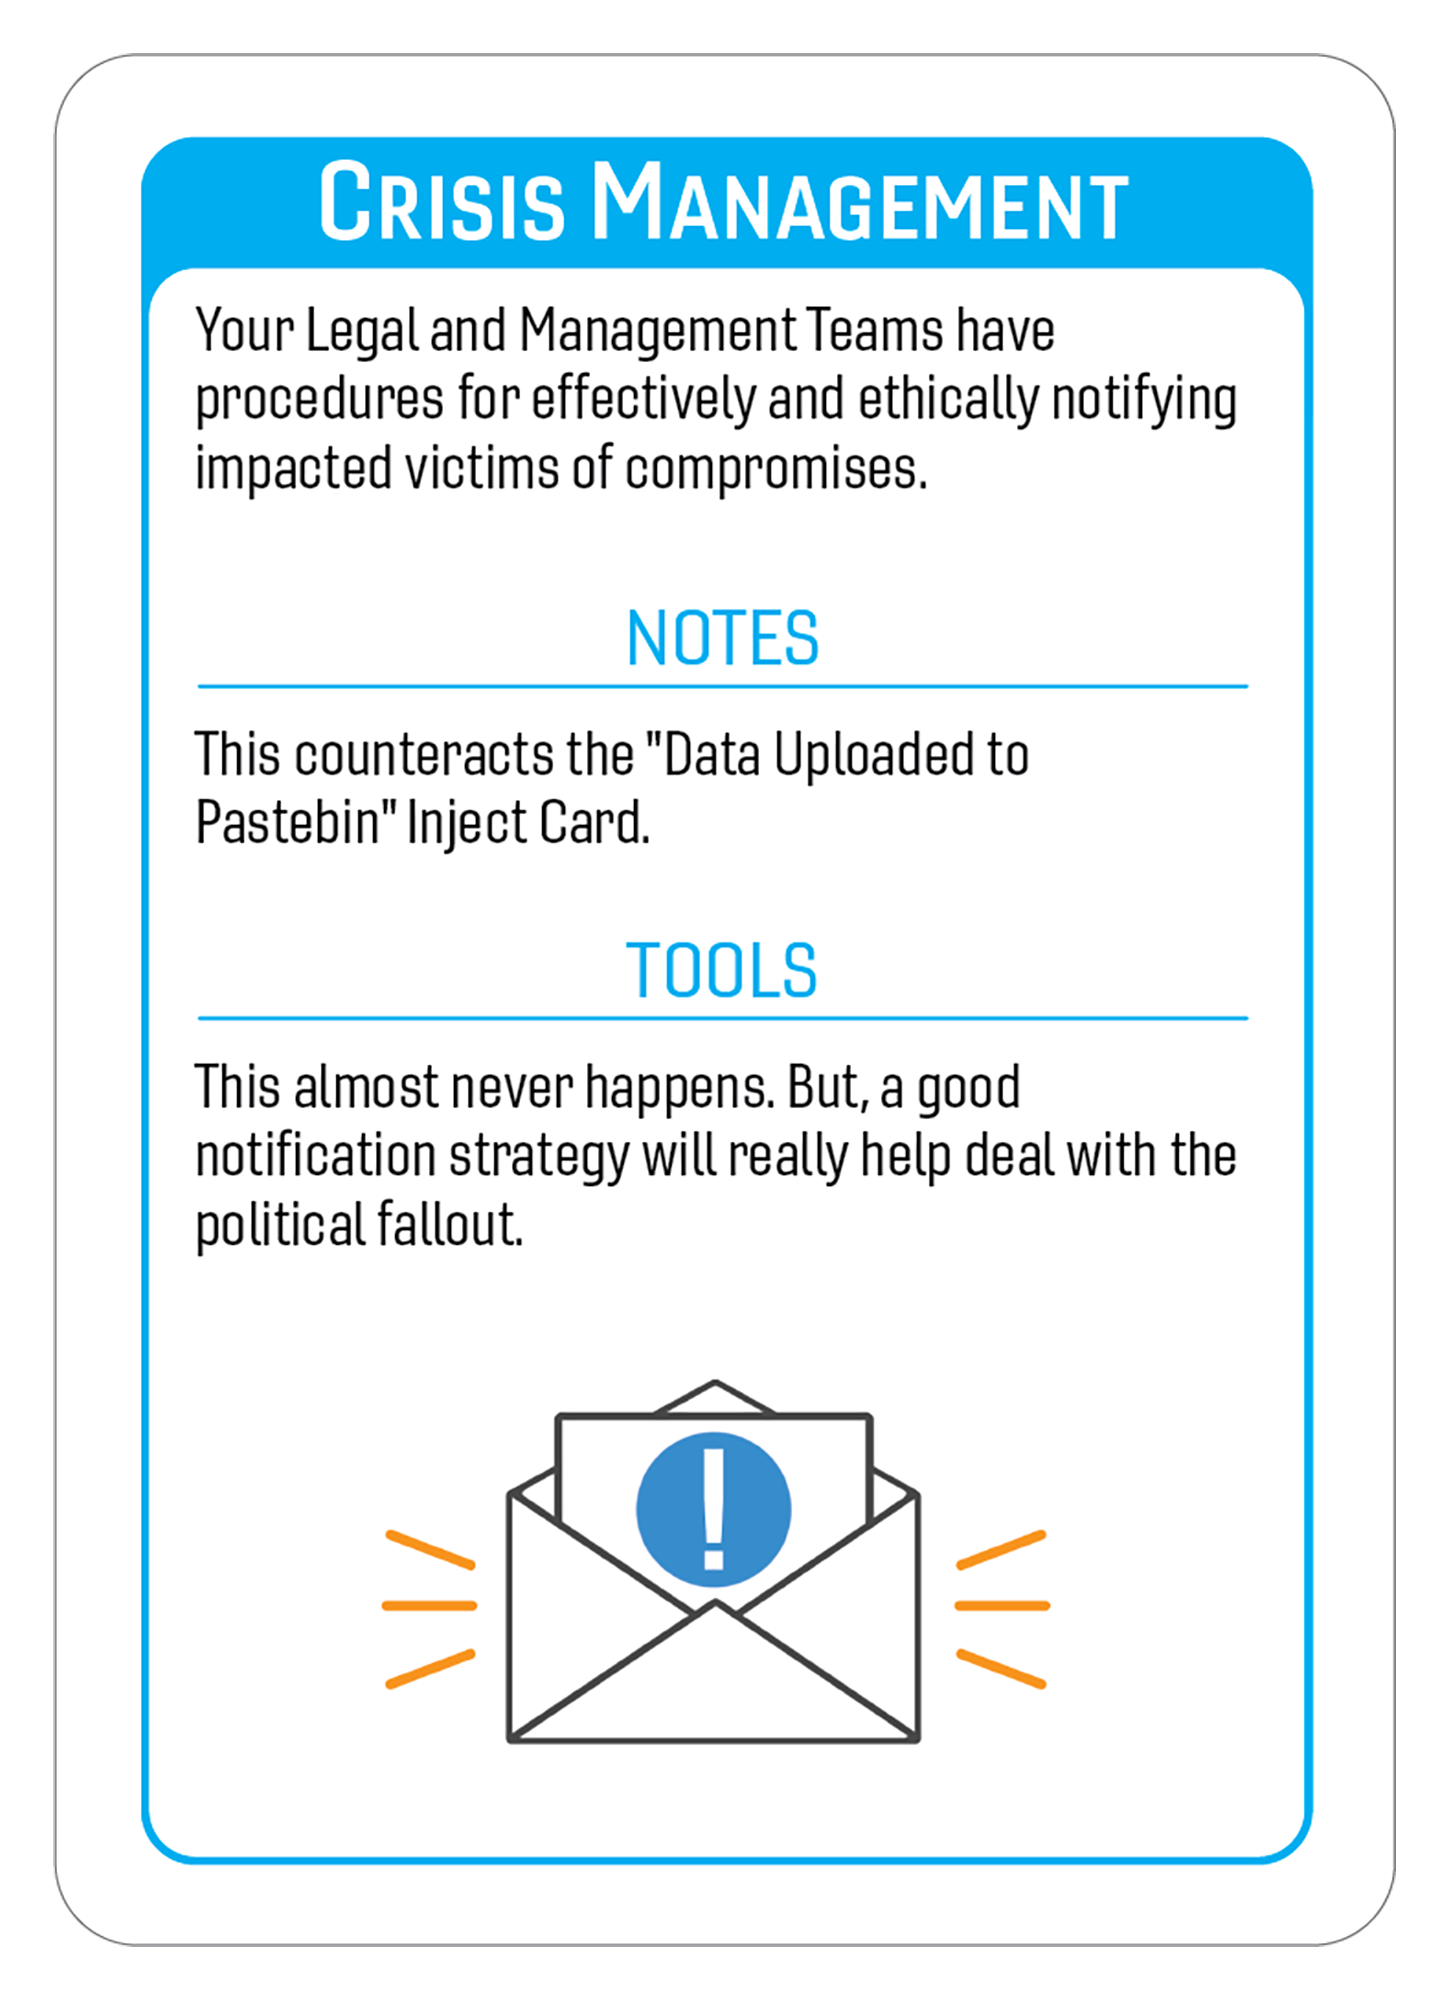 CRISIS MANAGEMENT
Your Legal and Management Teams have
procedures for effectively and ethically notifying
impacted victims of compromises.
NOTES
This counteracts the "Data Uploaded to
Pastebin" Inject Card.
TOOLS
This almost never happens. But, a good
notification strategy will really help deal with the
political fallout.
!